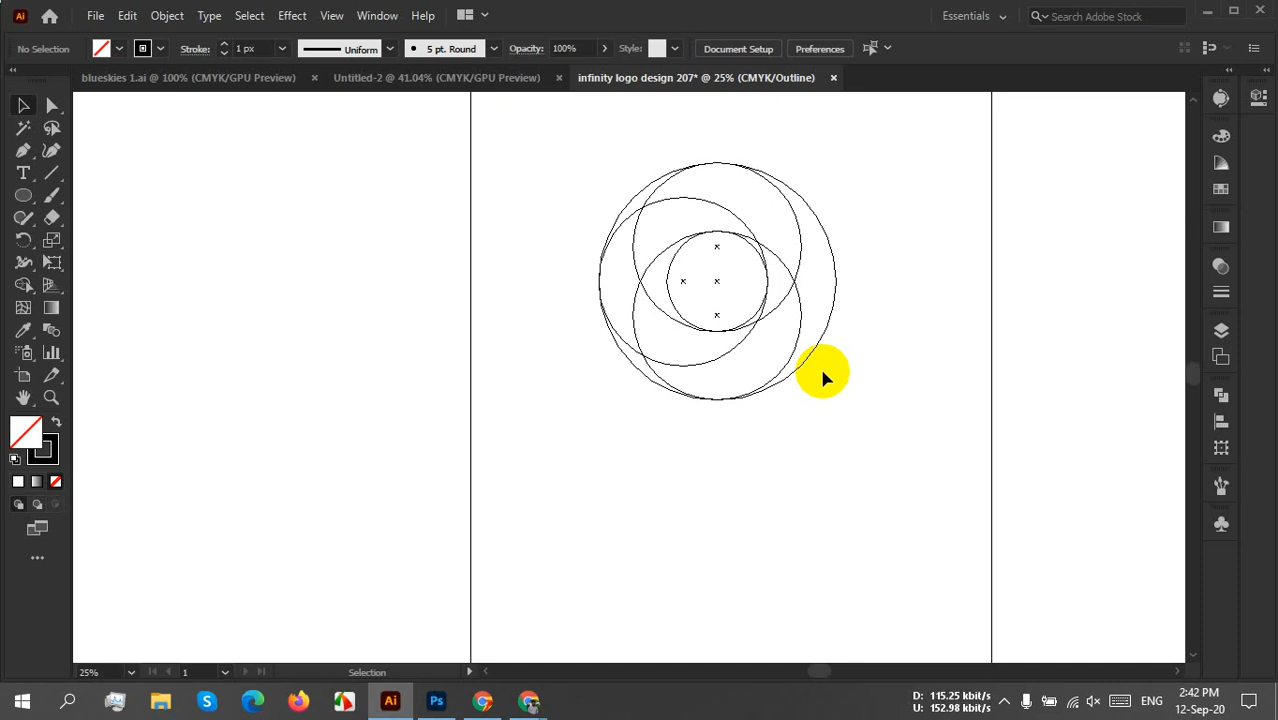 Ai File Edit Object Type Select Effect View Window Help Essentials Search Adobe Stock
No Selection Stroke: 1 px Uniform 5 pt. Round Opacity: 100% Style: Document Setup Preferences
blueskies 1.ai @ 100% (CMYK/GPU Preview) × Untitled-2 @ 41.04% (CMYK/GPU Preview) × infinity logo design 207* @ 25% (CMYK/Outline) ×
25% 1 Selection
S Ai Ps D: 115.25 kbit/s ENG 2:42 PM
U: 152.98 kbit/s 12-Sep-20